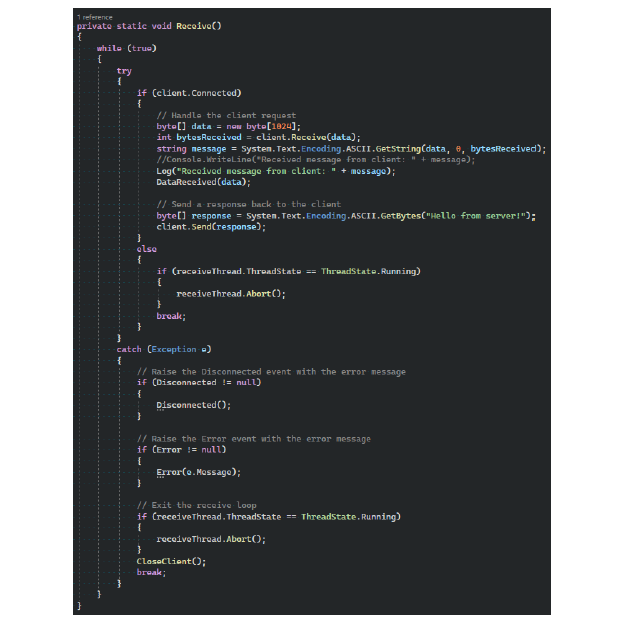 1 reference
private static void Receive()
{
while (true)
{
try
{
if (client.Connected)
{
// Handle the client request
byte[] data = new byte[1024];
int bytesReceived = client.Receive(data);
string message = System.Text.Encoding.ASCII.GetString(data, 0, bytesReceived);
//Console.WriteLine("Received message from client: " + message);
Log("Received message from client: " + message);
DataReceived(data);
// Send a response back to the client
byte[] response = System.Text.Encoding.ASCII.GetBytes("Hello from server!");
client.Send(response);
}
else
{
if (receiveThread.ThreadState == ThreadState.Running)
{
receiveThread.Abort();
}
break;
}
}
catch (Exception e)
{
// Raise the Disconnected event with the error message
if (Disconnected != null)
{
Disconnected();
}
// Raise the Error event with the error message
if (Error != null)
{
Error(e.Message);
}
// Exit the receive loop
if (receiveThread.ThreadState == ThreadState.Running)
{
receiveThread.Abort();
}
CloseClient();
break;
}
}
}